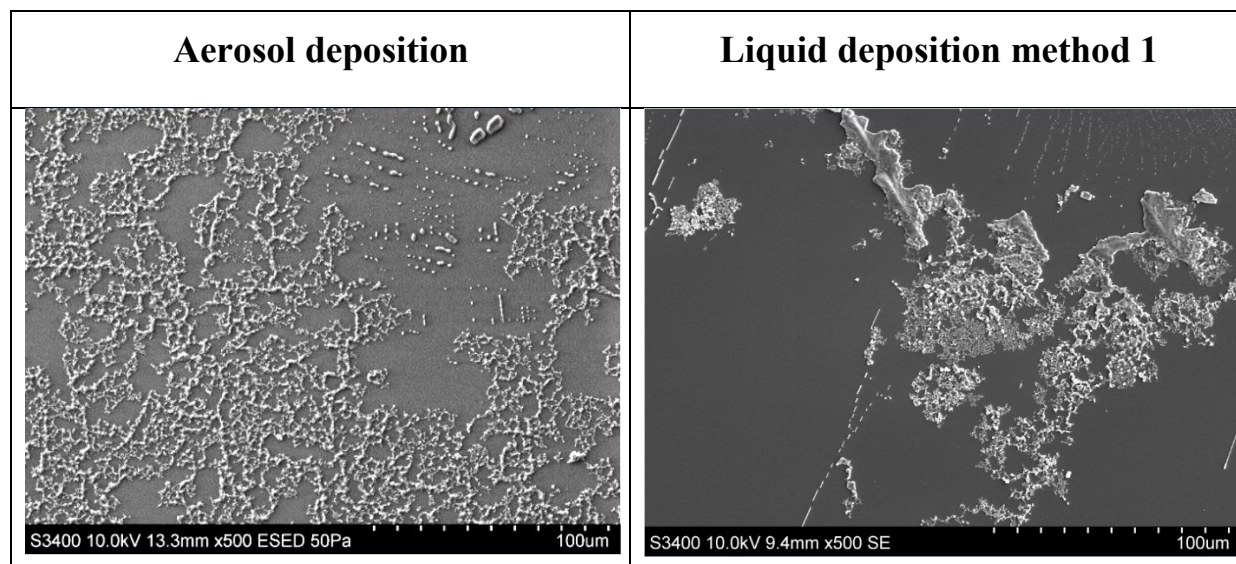 Aerosol deposition
Liquid deposition method 1
S3400 10.0kV 13.3mm x500 ESED 50Pa 100um
S3400 10.0kV 9.4mm x500 SE 100um